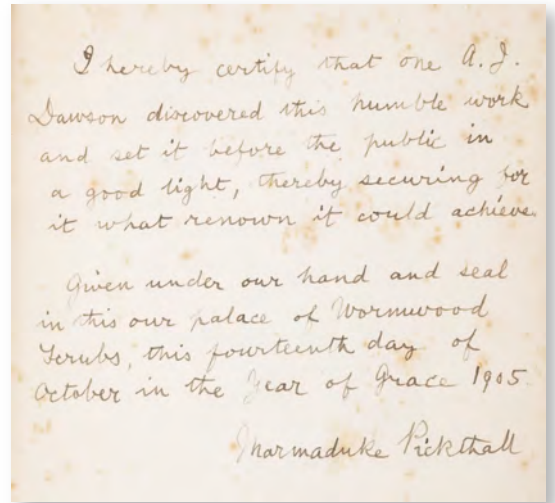 I hereby certify that one A. J.
Dawson discovered this humble work
and set it before the public in
a good light, thereby securing for
it what renown it could achieve.
Given under our hand and seal
in this our palace of Wormwood
Scrubs, this fourteenth day of
October in the Year of Grace 1905.
Marmaduke Pickthall